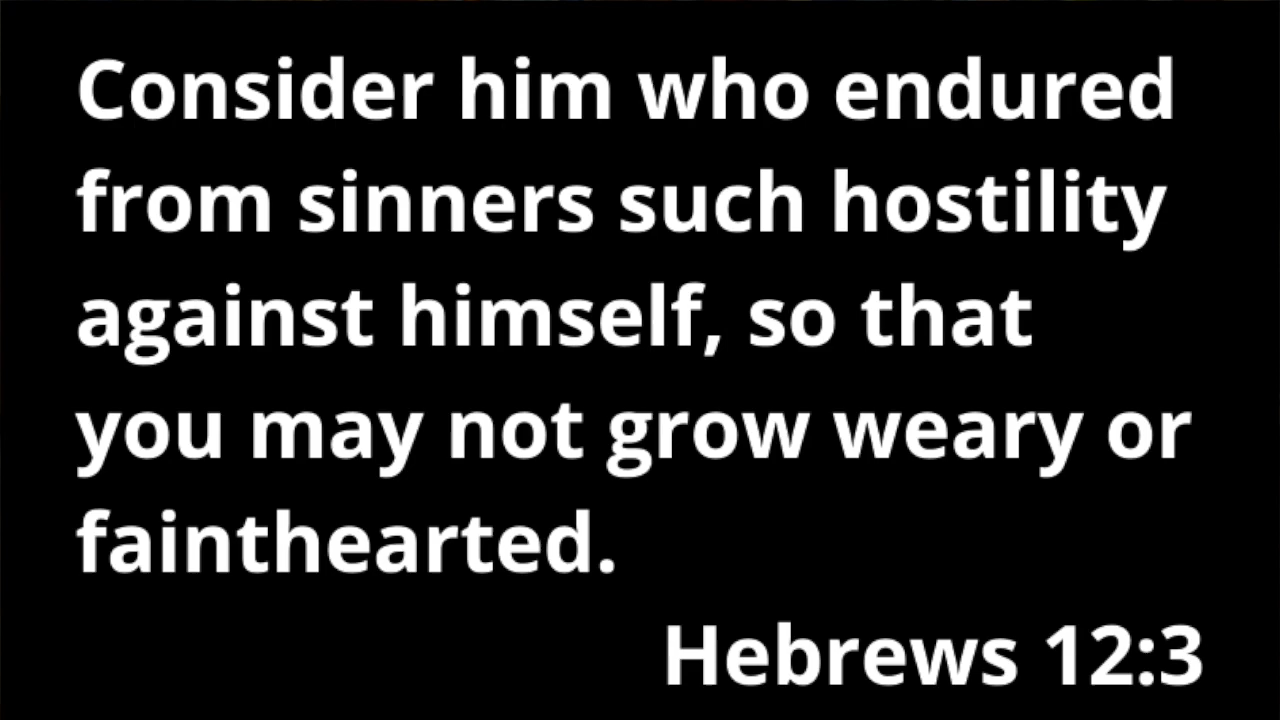 Consider him who endured
from sinners such hostility
against himself, so that
you may not grow weary or
fainthearted.
Hebrews 12:3